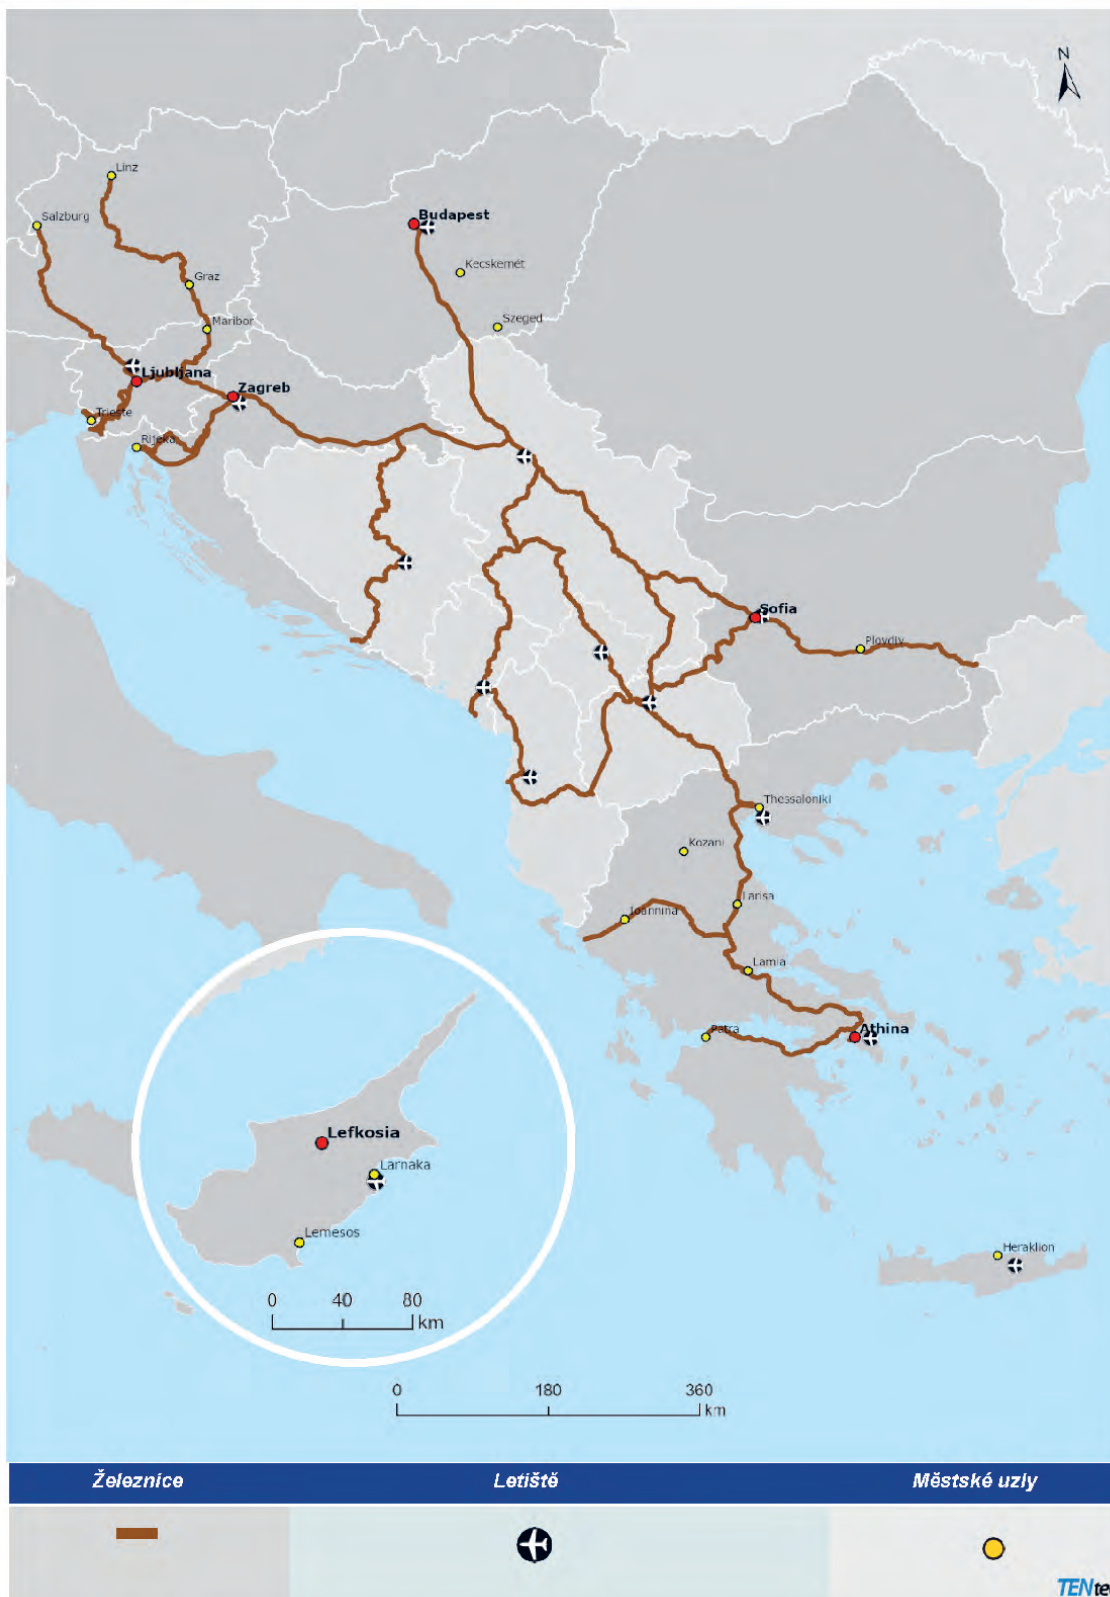 N
Linz
Salzburg
Budapest
Kecskemét
Graz
Szeged
Maribor
Ljubljana
Zagreb
Trieste
Rijeka
Sofia
Plovdiv
Thessaloniki
Kozani
Larisa
Ioannina
Lamia
Patra
Athina
Lefkosia
Larnaka
Lemesos
Heraklion
0 40 80
km
0 180 360
km
Železnice Letiště Městské uzly
TENtec